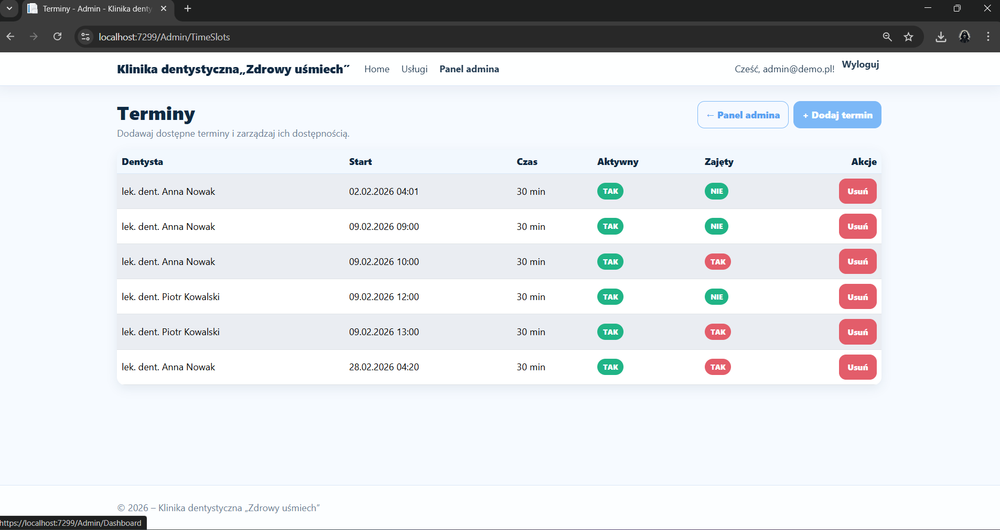 Terminy - Admin - Klinika denty
localhost:7299/Admin/TimeSlots
Klinika dentystyczna„Zdrowy uśmiech” Home Usługi Panel admina Cześć, admin@demo.pl! Wyloguj
Terminy ← Panel admina + Dodaj termin
Dodawaj dostępne terminy i zarządzaj ich dostępnością.
Dentysta Start Czas Aktywny Zajęty Akcje
lek. dent. Anna Nowak 02.02.2026 04:01 30 min TAK NIE Usuń
lek. dent. Anna Nowak 09.02.2026 09:00 30 min TAK NIE Usuń
lek. dent. Anna Nowak 09.02.2026 10:00 30 min TAK TAK Usuń
lek. dent. Piotr Kowalski 09.02.2026 12:00 30 min TAK NIE Usuń
lek. dent. Piotr Kowalski 09.02.2026 13:00 30 min TAK TAK Usuń
lek. dent. Anna Nowak 28.02.2026 04:20 30 min TAK TAK Usuń
© 2026 – Klinika dentystyczna „Zdrowy uśmiech”
https://localhost:7299/Admin/Dashboard